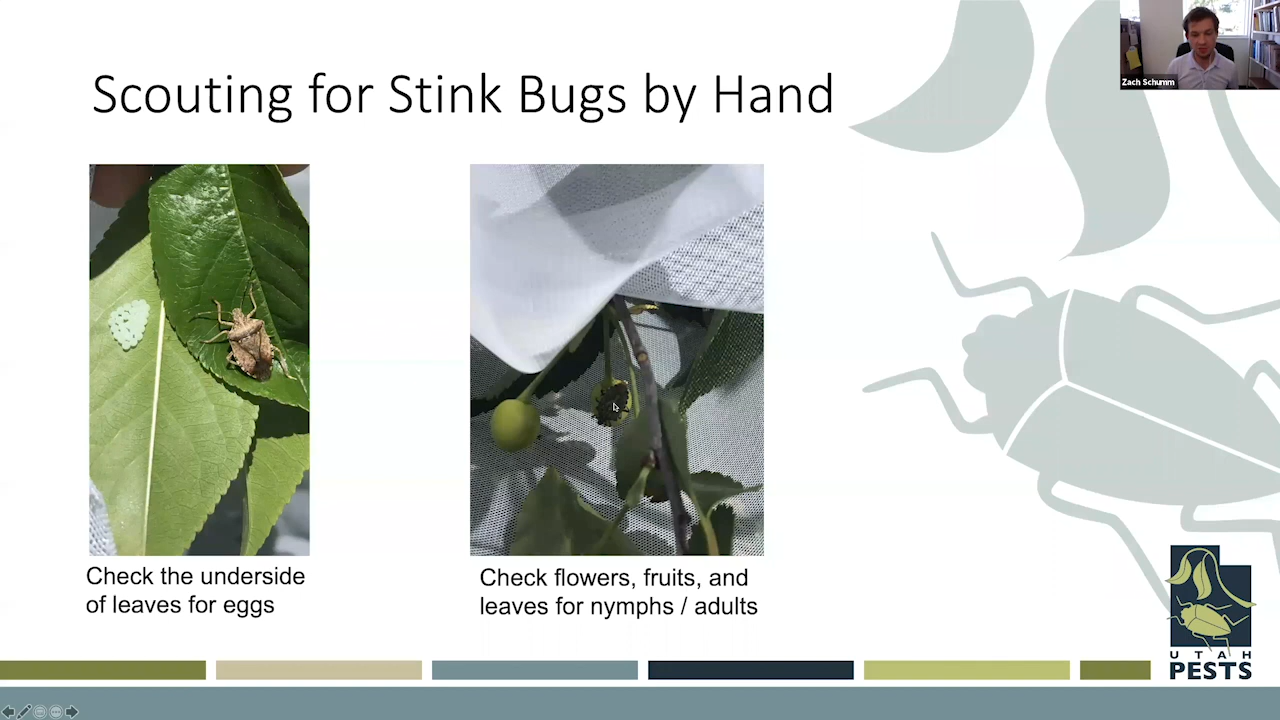 Scouting for Stink Bugs by Hand
Zach Schumm
Check the underside
of leaves for eggs
Check flowers, fruits, and
leaves for nymphs / adults
UTAH
PESTS